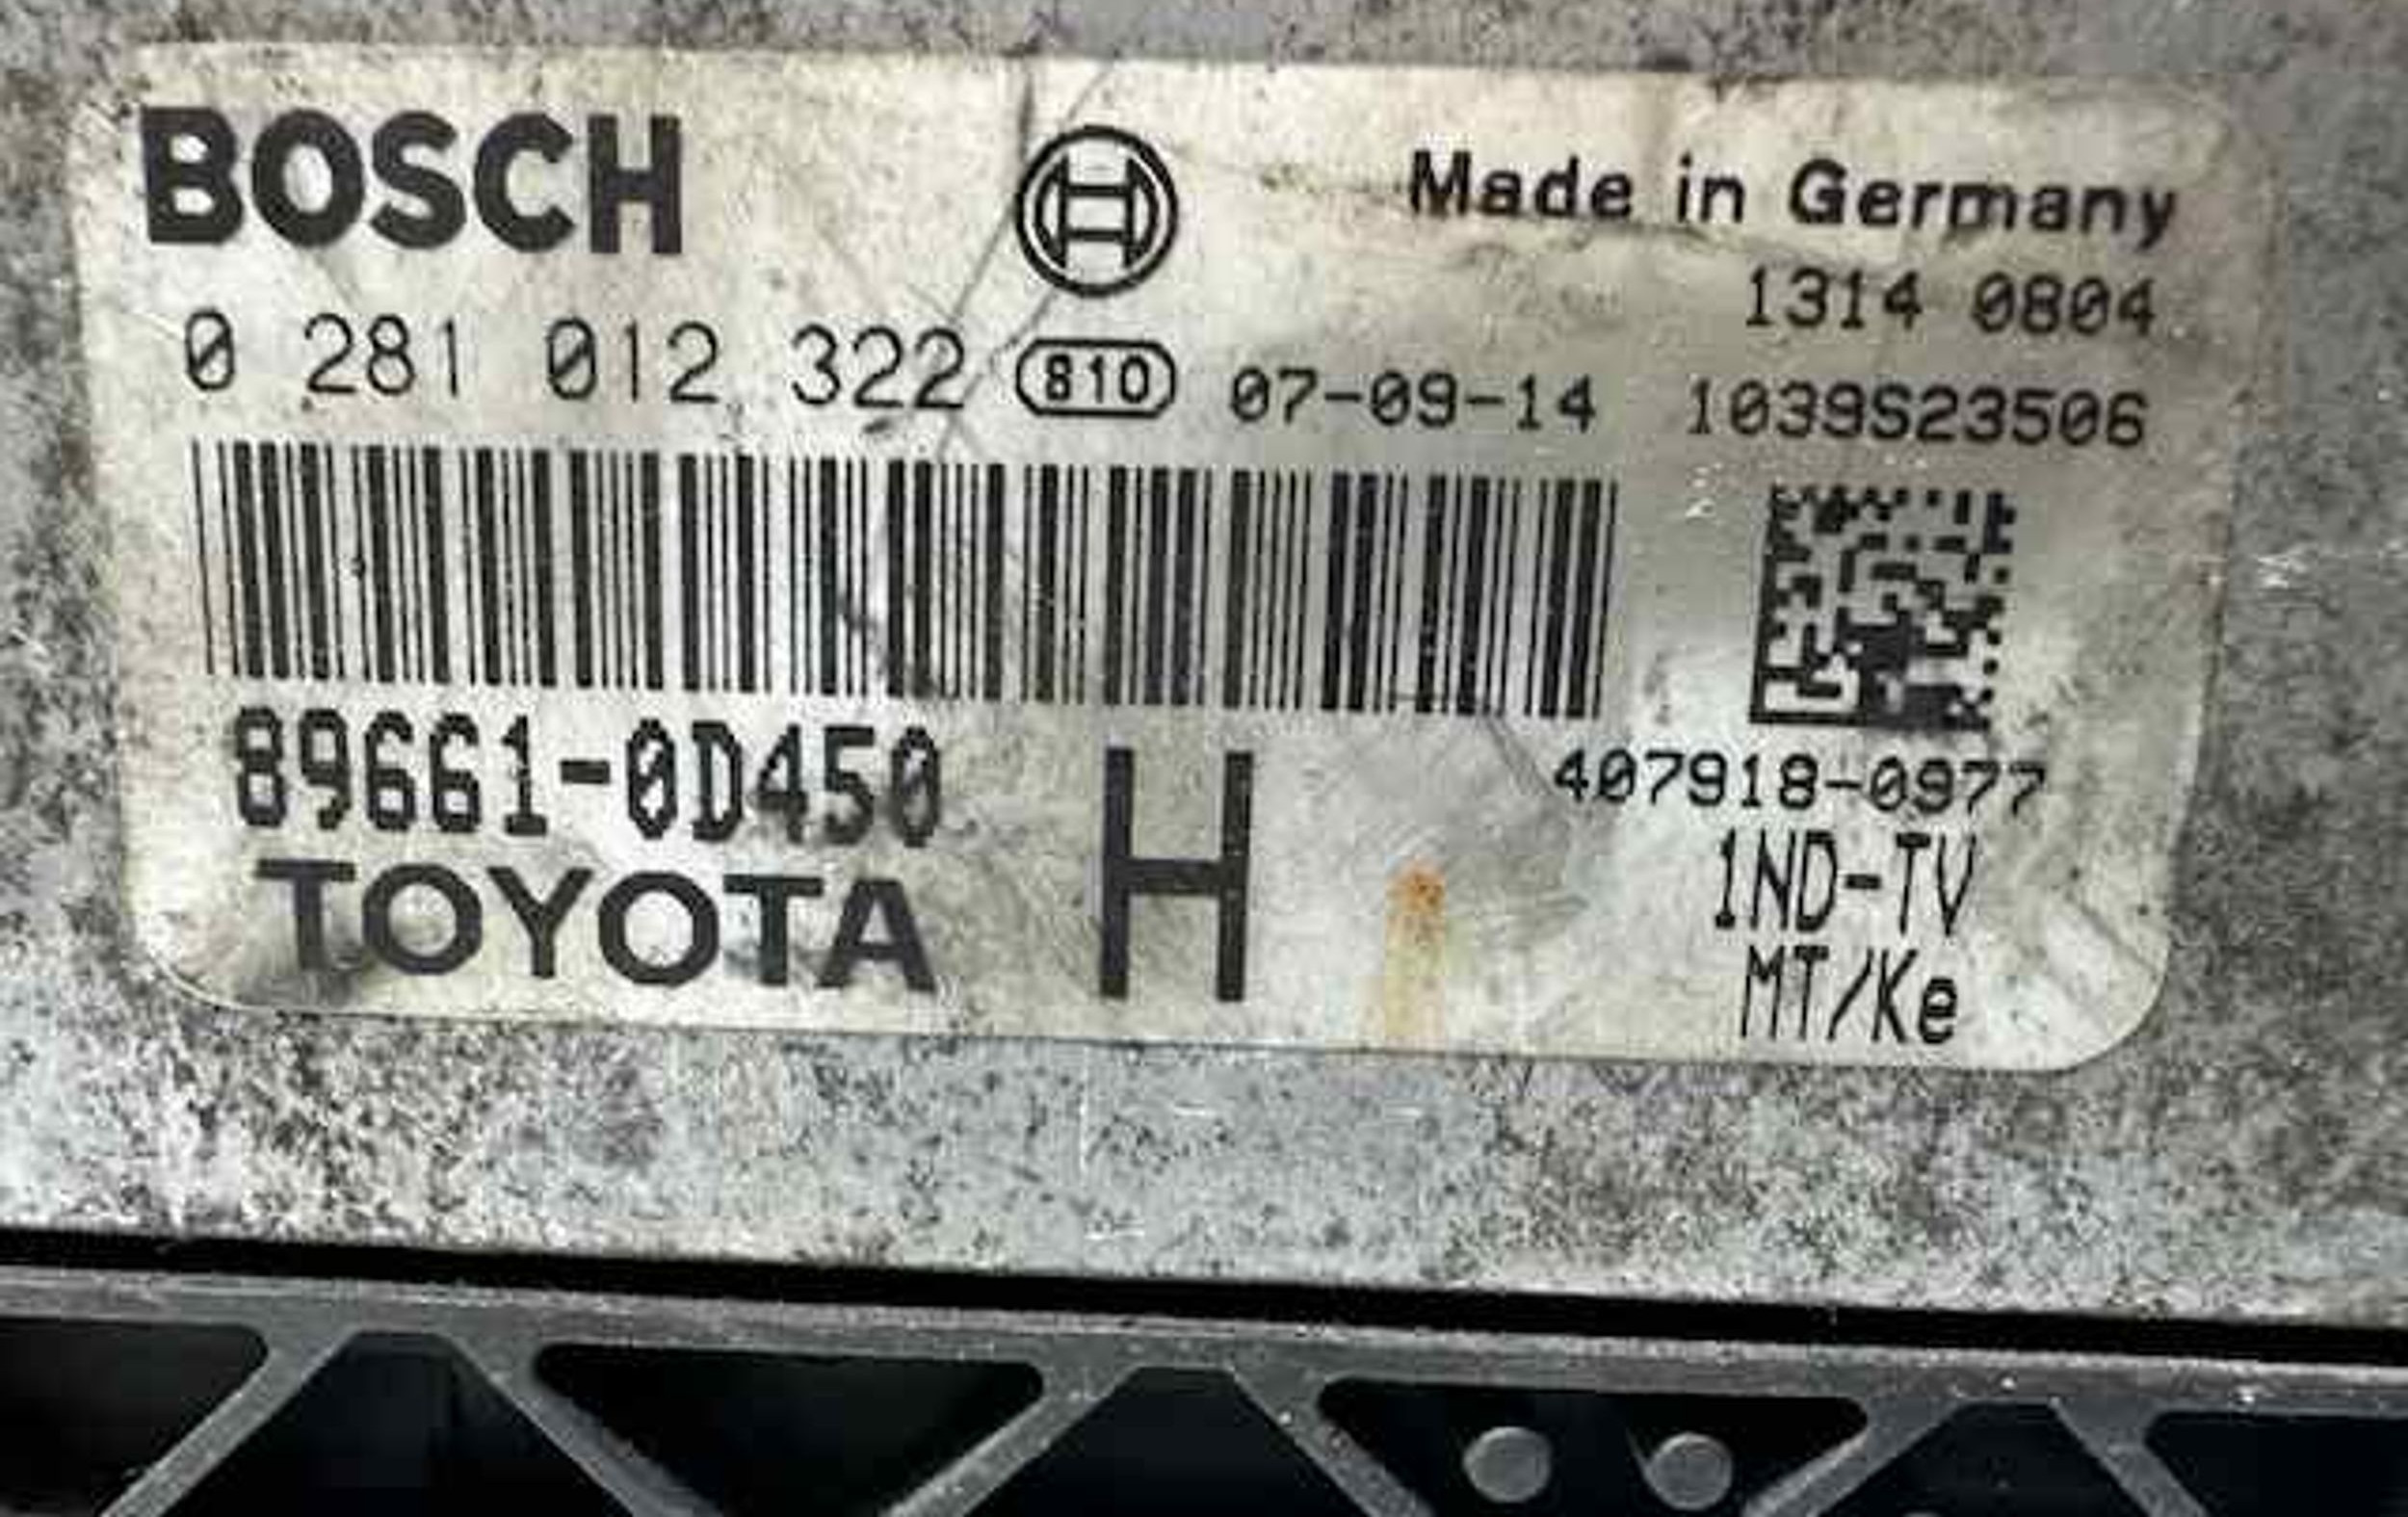 BOSCH
Made in Germany
1314 0804
0 281 012 322 810 07-09-14 1039S23506
89661-0D450 H 407918-0977
TOYOTA 1ND-TV
MT/Ke